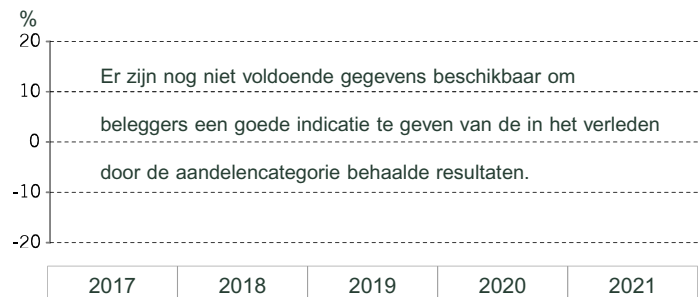 %
20
Er zijn nog niet voldoende gegevens beschikbaar om
10
beleggers een goede indicatie te geven van de in het verleden
0
door de aandelencategorie behaalde resultaten.
-10
-20
2017 2018 2019 2020 2021